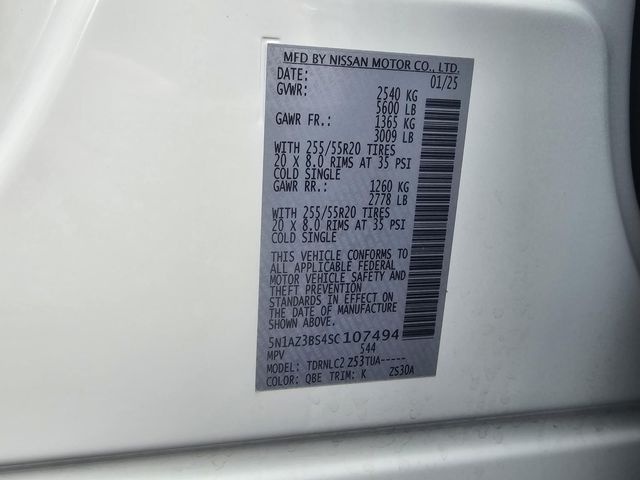 MFD BY NISSAN MOTOR CO., LTD.
DATE: 01/25
GVWR: 2540 KG
5600 LB
GAWR FR.: 1365 KG
3009 LB
WITH 255/55R20 TIRES
20 X 8.0 RIMS AT 35 PSI
COLD SINGLE
GAWR RR.: 1260 KG
2778 LB
WITH 255/55R20 TIRES
20 X 8.0 RIMS AT 35 PSI
COLD SINGLE
THIS VEHICLE CONFORMS TO
ALL APPLICABLE FEDERAL
MOTOR VEHICLE SAFETY AND
THEFT PREVENTION
STANDARDS IN EFFECT ON
THE DATE OF MANUFACTURE
SHOWN ABOVE.
5N1AZ3BS4SC107494
MPV 544
MODEL: TDRNLC2 Z53TUA-----
COLOR: QBE TRIM: K ZS30A